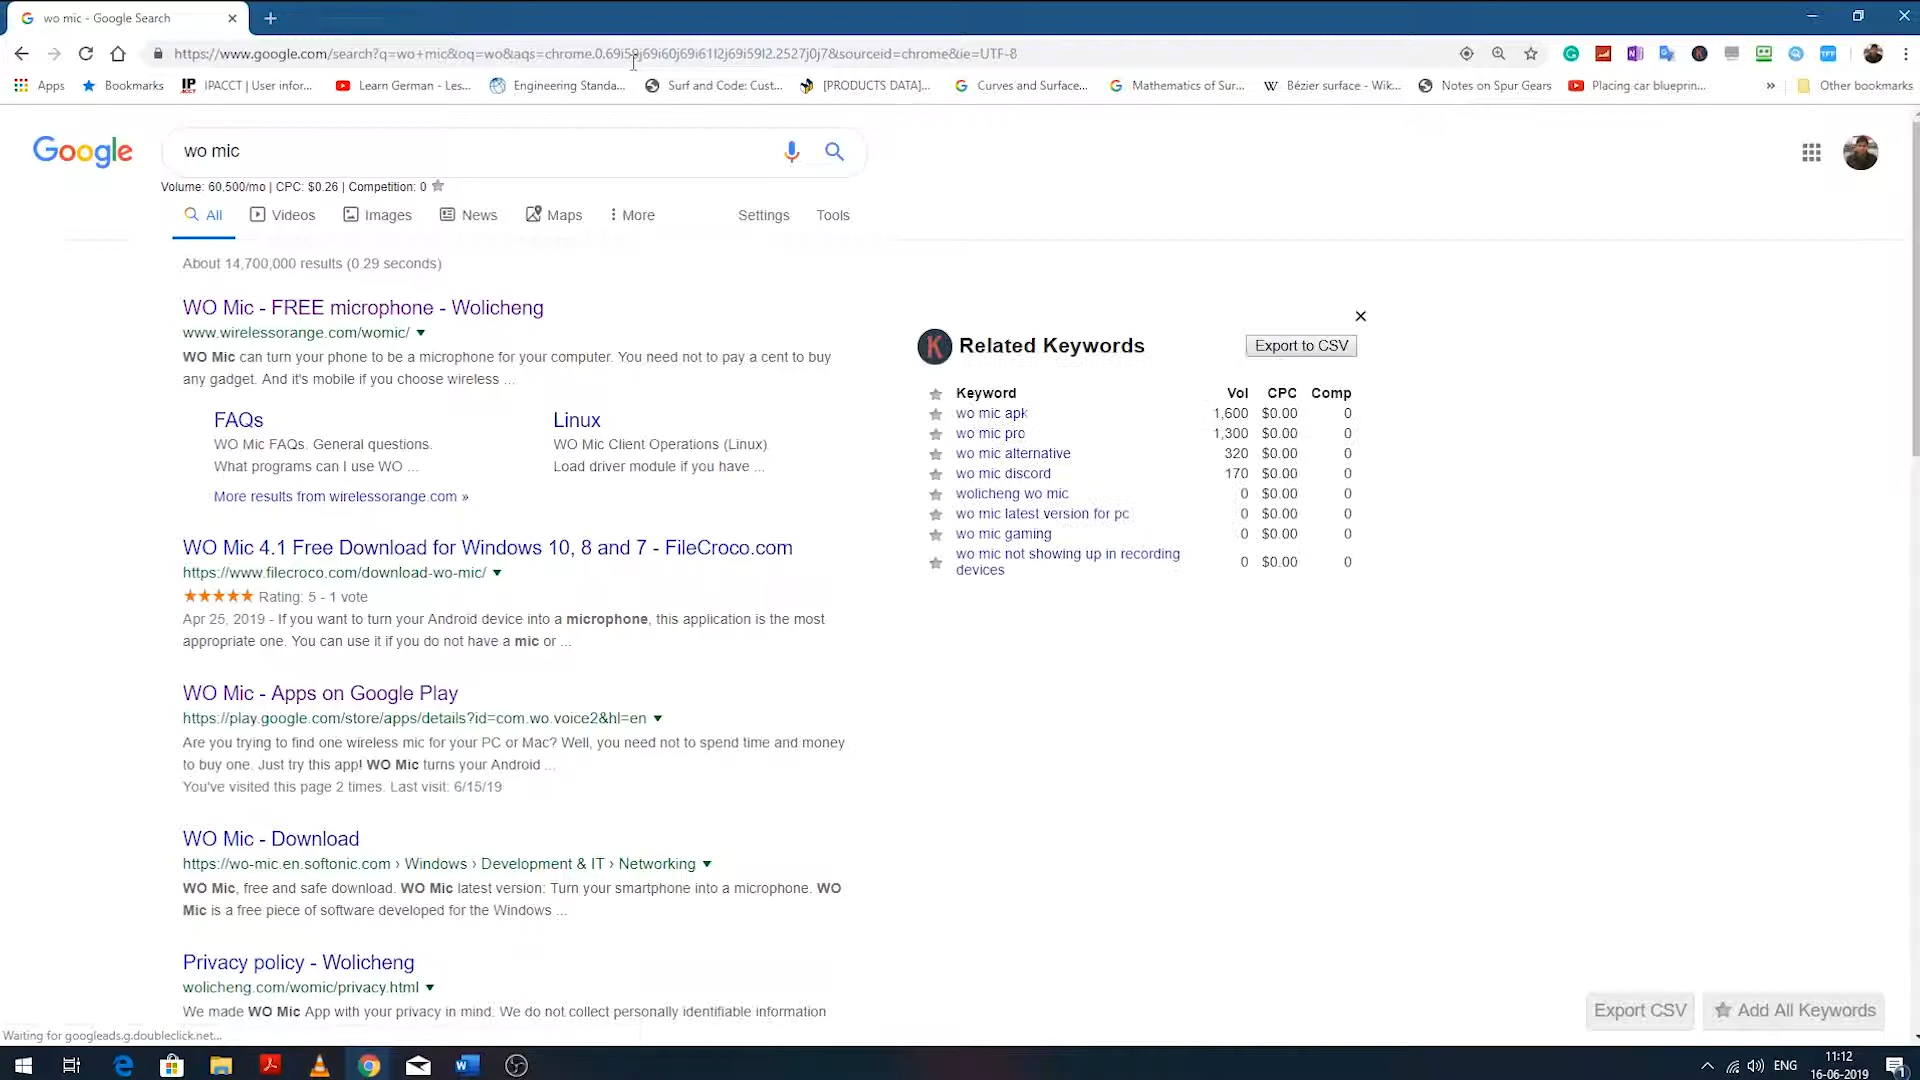 wo mic - Google Search
https://www.google.com/search?q=wo+mic&oq=wo&aqs=chrome.0.69i59j69i60j69i61l2j69i59l2.2527j0j7&sourceid=chrome&ie=UTF-8
Apps Bookmarks IPACCT | User infor... Learn German - Les... Engineering Standa... Surf and Code: Cust... [PRODUCTS DATA]... Curves and Surface... Mathematics of Sur... Bézier surface - Wik... Notes on Spur Gears Placing car blueprin... » Other bookmarks
Google
wo mic
Volume: 60,500/mo | CPC: $0.26 | Competition: 0
All Videos Images News Maps More Settings Tools
About 14,700,000 results (0.29 seconds)
WO Mic - FREE microphone - Wolicheng
www.wirelessorange.com/womic/
WO Mic can turn your phone to be a microphone for your computer. You need not to pay a cent to buy
any gadget. And it's mobile if you choose wireless ...
FAQs
WO Mic FAQs. General questions.
What programs can I use WO ...
Linux
WO Mic Client Operations (Linux)
Load driver module if you have ...
More results from wirelessorange.com »
WO Mic 4.1 Free Download for Windows 10, 8 and 7 - FileCroco.com
https://www.filecroco.com/download-wo-mic/
Rating: 5 - 1 vote
Apr 25, 2019 - If you want to turn your Android device into a microphone, this application is the most
appropriate one. You can use it if you do not have a mic or ...
WO Mic - Apps on Google Play
https://play.google.com/store/apps/details?id=com.wo.voice2&hl=en
Are you trying to find one wireless mic for your PC or Mac? Well, you need not to spend time and money
to buy one. Just try this app! WO Mic turns your Android ...
You've visited this page 2 times. Last visit: 6/15/19
WO Mic - Download
https://wo-mic.en.softonic.com › Windows › Development & IT › Networking
WO Mic, free and safe download. WO Mic latest version: Turn your smartphone into a microphone. WO
Mic is a free piece of software developed for the Windows ...
Privacy policy - Wolicheng
wolicheng.com/womic/privacy.html
We made WO Mic App with your privacy in mind. We do not collect personally identifiable information
K Related Keywords Export to CSV
Keyword Vol CPC Comp
wo mic apk 1,600 $0.00 0
wo mic pro 1,300 $0.00 0
wo mic alternative 320 $0.00 0
wo mic discord 170 $0.00 0
wolicheng wo mic 0 $0.00 0
wo mic latest version for pc 0 $0.00 0
wo mic gaming 0 $0.00 0
wo mic not showing up in recording
devices 0 $0.00 0
Export CSV Add All Keywords
Waiting for googleads.g.doubleclick.net...
ENG 11:12
16-06-2019